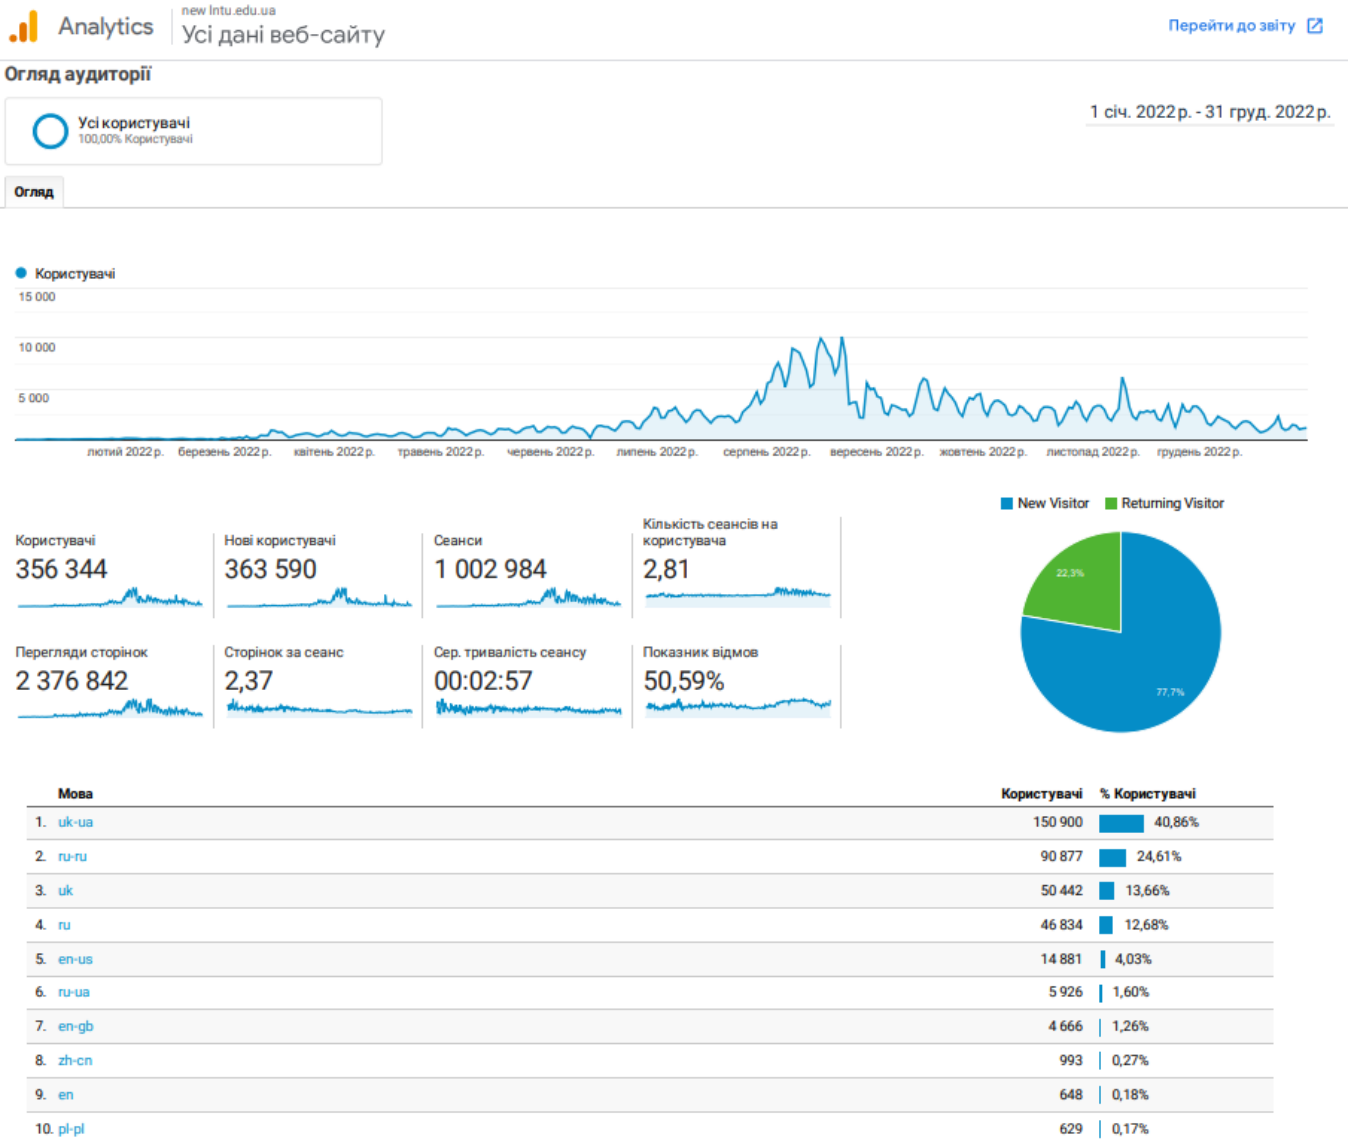 Analytics
new lntu.edu.ua
Усі дані веб-сайту
Перейти до звіту
Огляд аудиторії
Усі користувачі
100,00% Користувачі
1 січ. 2022 р. - 31 груд. 2022 р.
Огляд
Користувачі
15 000
10 000
5 000
лютий 2022 р. березень 2022 р. квітень 2022 р. травень 2022 р. червень 2022 р. липень 2022 р. серпень 2022 р. вересень 2022 р. жовтень 2022 р. листопад 2022 р. грудень 2022 р.
Користувачі
356 344
Нові користувачі
363 590
Сеанси
1 002 984
Кількість сеансів на
користувача
2,81
Перегляди сторінок
2 376 842
Сторінок за сеанс
2,37
Сер. тривалість сеансу
00:02:57
Показник відмов
50,59%
New Visitor Returning Visitor
22,3%
77,7%
Мова Користувачі % Користувачі
1. uk-ua 150 900 40,86%
2. ru-ru 90 877 24,61%
3. uk 50 442 13,66%
4. ru 46 834 12,68%
5. en-us 14 881 4,03%
6. ru-ua 5 926 1,60%
7. en-gb 4 666 1,26%
8. zh-cn 993 0,27%
9. en 648 0,18%
10. pl-pl 629 0,17%